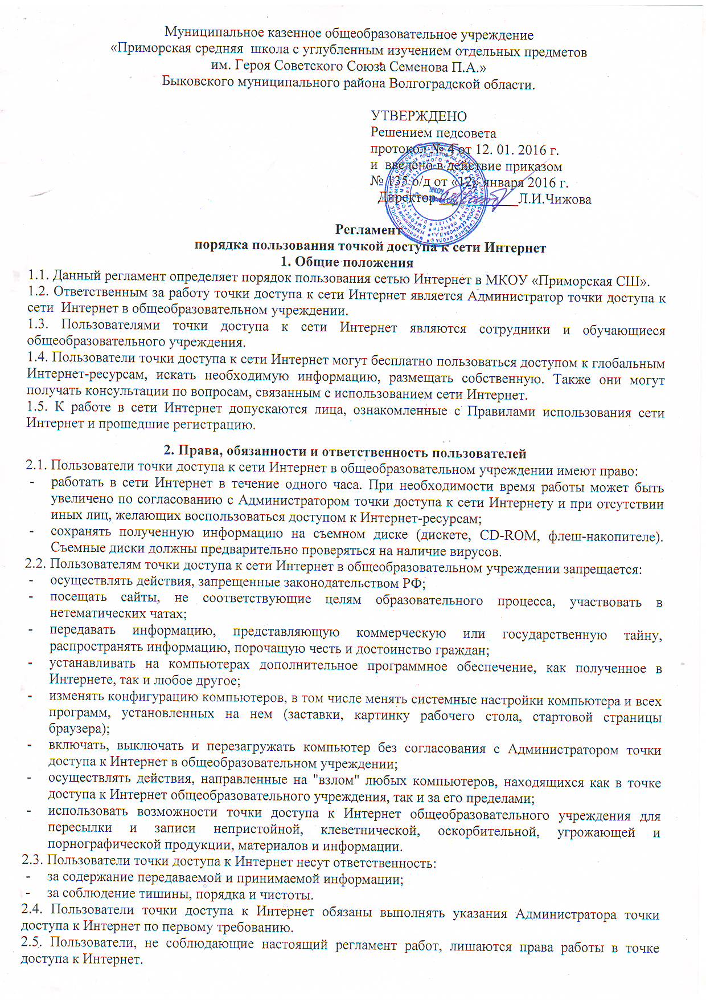 Муниципальное казенное общеобразовательное учреждение
«Приморская средняя школа с углубленным изучением отдельных предметов
им. Героя Советского Союза Семенова П.А.»
Быковского муниципального района Волгоградской области.
УТВЕРЖДЕНО
Решением педсовета
протокол № 4 от 12. 01. 2016 г.
и введено в действие приказом
№ 135 о/д от «12» января 2016 г.
Директор ___________Л.И.Чижова
Регламент
порядка пользования точкой доступа к сети Интернет
1. Общие положения
1.1. Данный регламент определяет порядок пользования сетью Интернет в МКОУ «Приморская СШ».
1.2. Ответственным за работу точки доступа к сети Интернет является Администратор точки доступа к
сети Интернет в общеобразовательном учреждении.
1.3. Пользователями точки доступа к сети Интернет являются сотрудники и обучающиеся
общеобразовательного учреждения.
1.4. Пользователи точки доступа к сети Интернет могут бесплатно пользоваться доступом к глобальным
Интернет-ресурсам, искать необходимую информацию, размещать собственную. Также они могут
получать консультации по вопросам, связанным с использованием сети Интернет.
1.5. К работе в сети Интернет допускаются лица, ознакомленные с Правилами использования сети
Интернет и прошедшие регистрацию.
2. Права, обязанности и ответственность пользователей
2.1. Пользователи точки доступа к сети Интернет в общеобразовательном учреждении имеют право:
- работать в сети Интернет в течение одного часа. При необходимости время работы может быть
увеличено по согласованию с Администратором точки доступа к сети Интернету и при отсутствии
иных лиц, желающих воспользоваться доступом к Интернет-ресурсам;
- сохранять полученную информацию на съемном диске (дискете, CD-ROM, флеш-накопителе).
Съемные диски должны предварительно проверяться на наличие вирусов.
2.2. Пользователям точки доступа к сети Интернет в общеобразовательном учреждении запрещается:
- осуществлять действия, запрещенные законодательством РФ;
- посещать сайты, не соответствующие целям образовательного процесса, участвовать в
нетематических чатах;
- передавать информацию, представляющую коммерческую или государственную тайну,
распространять информацию, порочащую честь и достоинство граждан;
- устанавливать на компьютерах дополнительное программное обеспечение, как полученное в
Интернете, так и любое другое;
- изменять конфигурацию компьютеров, в том числе менять системные настройки компьютера и всех
программ, установленных на нем (заставки, картинку рабочего стола, стартовой страницы
браузера);
- включать, выключать и перезагружать компьютер без согласования с Администратором точки
доступа к Интернет в общеобразовательном учреждении;
- осуществлять действия, направленные на "взлом" любых компьютеров, находящихся как в точке
доступа к Интернет общеобразовательного учреждения, так и за его пределами;
- использовать возможности точки доступа к Интернет общеобразовательного учреждения для
пересылки и записи непристойной, клеветнической, оскорбительной, угрожающей и
порнографической продукции, материалов и информации.
2.3. Пользователи точки доступа к Интернет несут ответственность:
- за содержание передаваемой и принимаемой информации;
- за соблюдение тишины, порядка и чистоты.
2.4. Пользователи точки доступа к Интернет обязаны выполнять указания Администратора точки
доступа к Интернет по первому требованию.
2.5. Пользователи, не соблюдающие настоящий регламент работ, лишаются права работы в точке
доступа к Интернет.